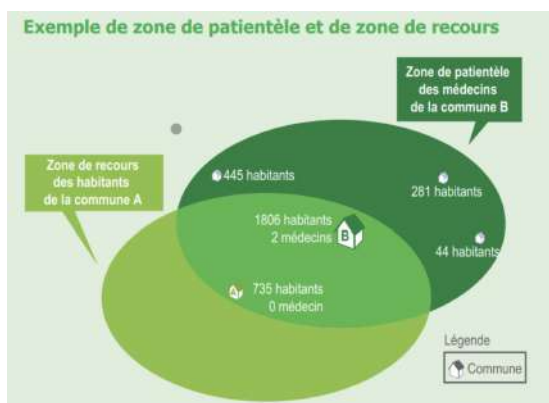 Exemple de zone de patientèle et de zone de recours
Zone de patientèle
des médecins
de la commune B
Zone de recours
des habitants
de la commune A
445 habitants
281 habitants
1806 habitants
2 médecins
B
44 habitants
A
735 habitants
0 médecin
Légende
Commune